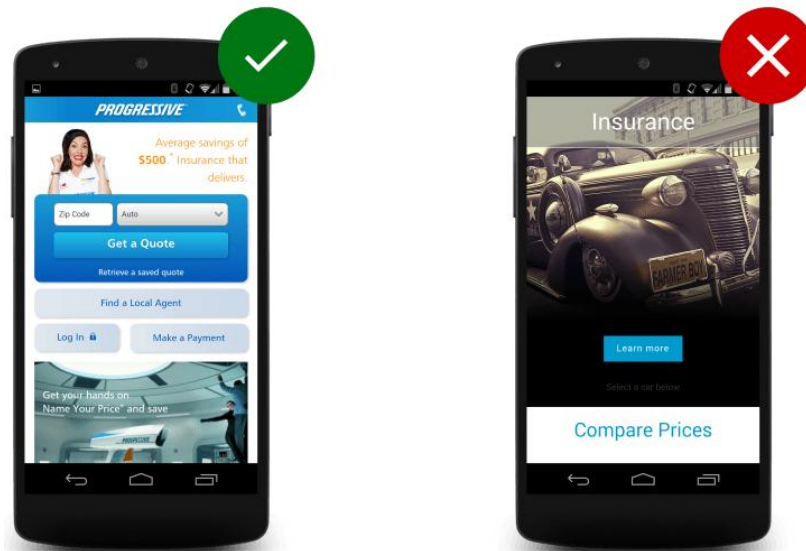 PROGRESSIVE
Average savings of
$500.* Insurance that
delivers.
Zip Code
Auto
Get a Quote
Retrieve a saved quote
Find a Local Agent
Log In
Make a Payment
Get your hands on
Name Your Price® and save
PROGRESSIVE
Insurance
FARMER BOY
Learn more
Select a car below
Compare Prices